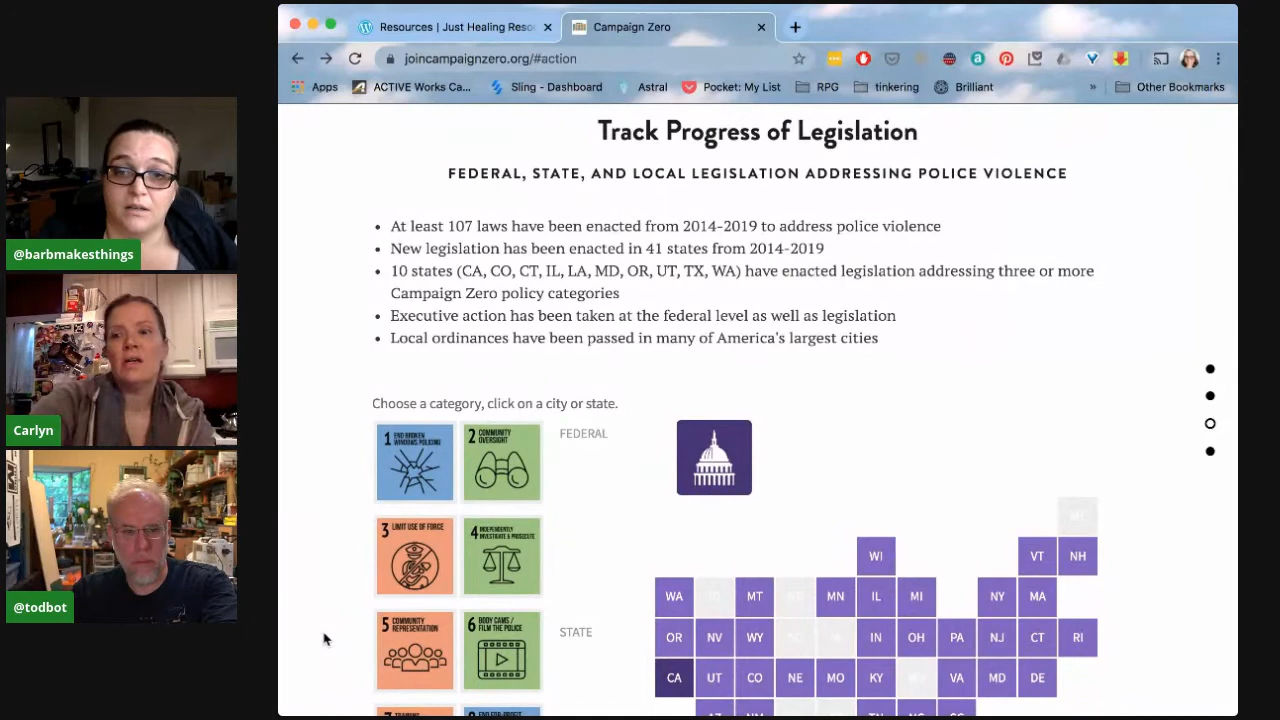 Resources | Just Healing Reso
Campaign Zero
joincampaignzero.org/#action
Apps
ACTIVE Works Ca...
Sling - Dashboard
Astral
Pocket: My List
RPG
tinkering
Brilliant
»
Other Bookmarks
Track Progress of Legislation
FEDERAL, STATE, AND LOCAL LEGISLATION ADDRESSING POLICE VIOLENCE
• At least 107 laws have been enacted from 2014-2019 to address police violence
• New legislation has been enacted in 41 states from 2014-2019
• 10 states (CA, CO, CT, IL, LA, MD, OR, UT, TX, WA) have enacted legislation addressing three or more
Campaign Zero policy categories
• Executive action has been taken at the federal level as well as legislation
• Local ordinances have been passed in many of America's largest cities
Choose a category, click on a city or state.
1 END BROKEN
WINDOWS POLICING
2 COMMUNITY
OVERSIGHT
FEDERAL
3 LIMIT USE OF FORCE
4 INDEPENDENTLY
INVESTIGATE & PROSECUTE
5 COMMUNITY
REPRESENTATION
6 BODY CAMS /
FILM THE POLICE
STATE
ME
WI VT NH
WA MT MN IL MI NY MA
OR NV WY IN OH PA NJ CT RI
CA UT CO NE MO KY VA MD DE
@barbmakesthings
Carlyn
@todbot